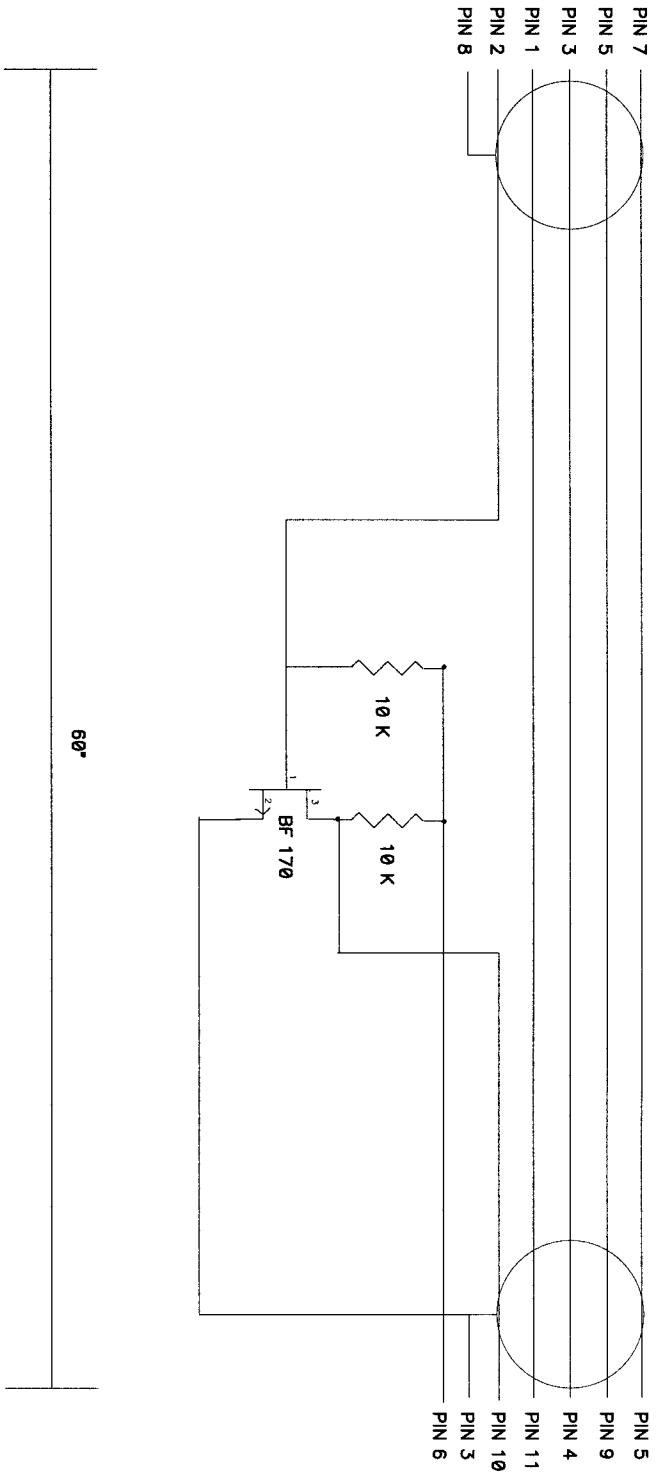 PIN 7
PIN 5
PIN 3
PIN 1
PIN 2
PIN 8
10 K
10 K
1
2
3
BF 170
60"
PIN 5
PIN 9
PIN 4
PIN 11
PIN 10
PIN 3
PIN 6